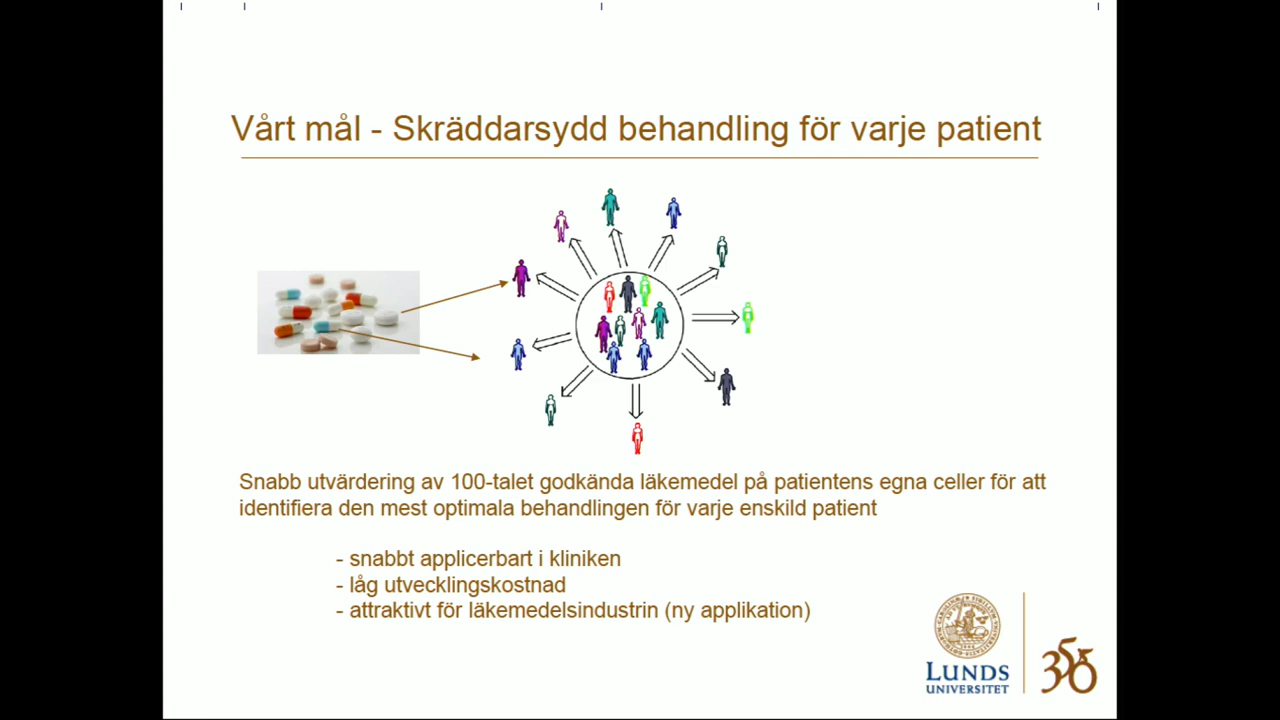 Vårt mål - Skräddarsydd behandling för varje patient
Snabb utvärdering av 100-talet godkända läkemedel på patientens egna celler för att
identifiera den mest optimala behandlingen för varje enskild patient
- snabbt applicerbart i kliniken
- låg utvecklingskostnad
- attraktivt för läkemedelsindustrin (ny applikation)
LUNDS
UNIVERSITET
350